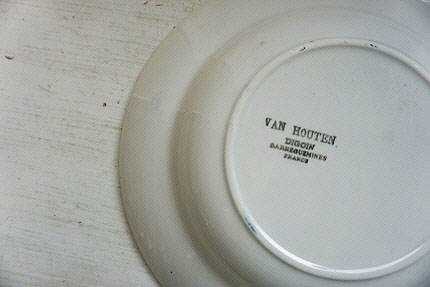 VAN HOUTEN
DIGOIN
SARREGUEMINES
FRANCE